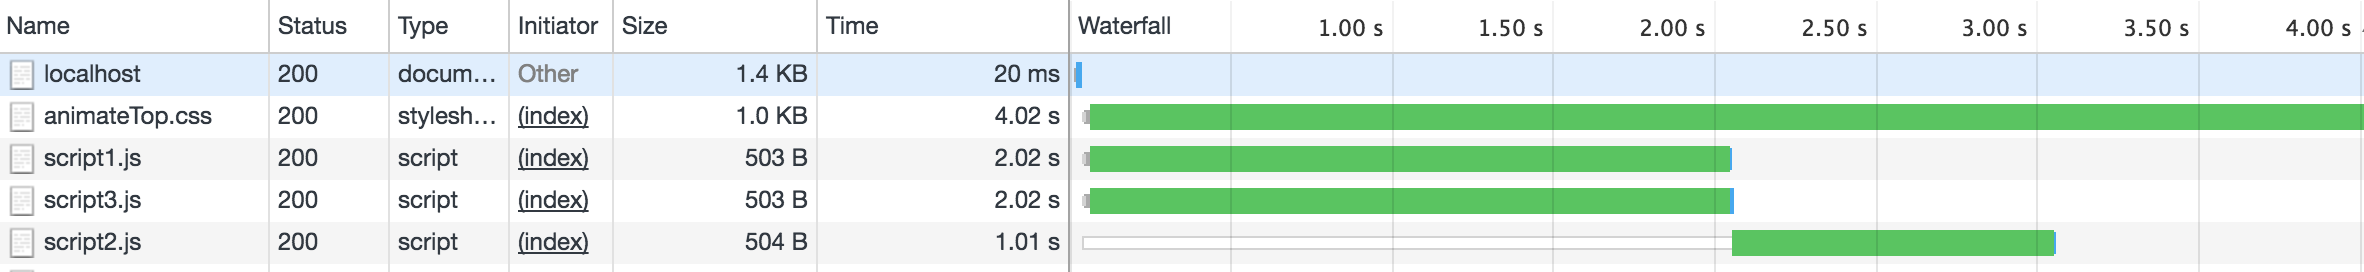 Name Status Type Initiator Size Time Waterfall 1.00 s 1.50 s 2.00 s 2.50 s 3.00 s 3.50 s 4.00 s
localhost 200 docum... Other 1.4 KB 20 ms
animateTop.css 200 stylesh... (index) 1.0 KB 4.02 s
script1.js 200 script (index) 503 B 2.02 s
script3.js 200 script (index) 503 B 2.02 s
script2.js 200 script (index) 504 B 1.01 s